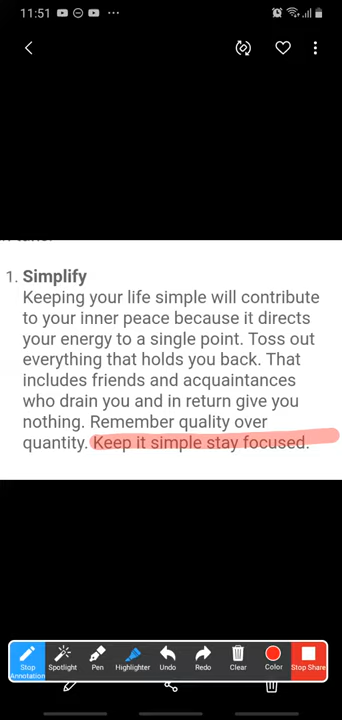 11:51
1. Simplify
Keeping your life simple will contribute
to your inner peace because it directs
your energy to a single point. Toss out
everything that holds you back. That
includes friends and acquaintances
who drain you and in return give you
nothing. Remember quality over
quantity. Keep it simple stay focused.
Stop Annotation Spotlight Pen Highlighter Undo Redo Clear Color Stop Share